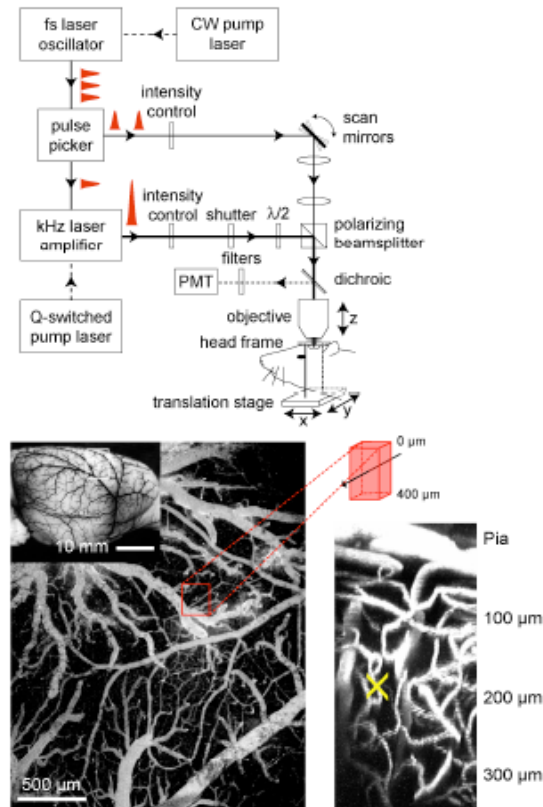 fs laser
oscillator
CW pump
laser
pulse
picker
intensity
control
scan
mirrors
kHz laser
amplifier
intensity
control
shutter
λ/2
polarizing
beamsplitter
filters
PMT
dichroic
Q-switched
pump laser
objective
z
head frame
translation stage
x
y
10 mm
500 μm
0 μm
400 μm
Pia
100 μm
200 μm
300 μm